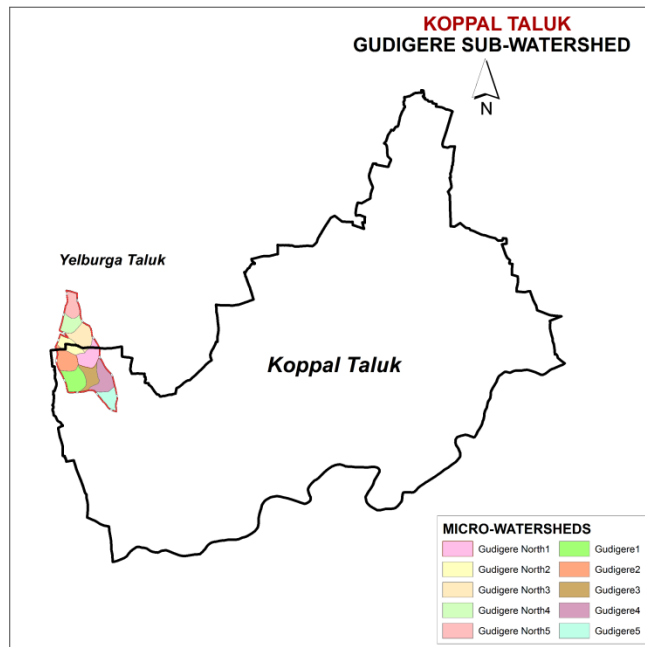 KOPPAL TALUK
GUDIGERE SUB-WATERSHED
N
Yelburga Taluk
Koppal Taluk
MICRO-WATERSHEDS
Gudigere North1 Gudigere1
Gudigere North2 Gudigere2
Gudigere North3 Gudigere3
Gudigere North4 Gudigere4
Gudigere North5 Gudigere5